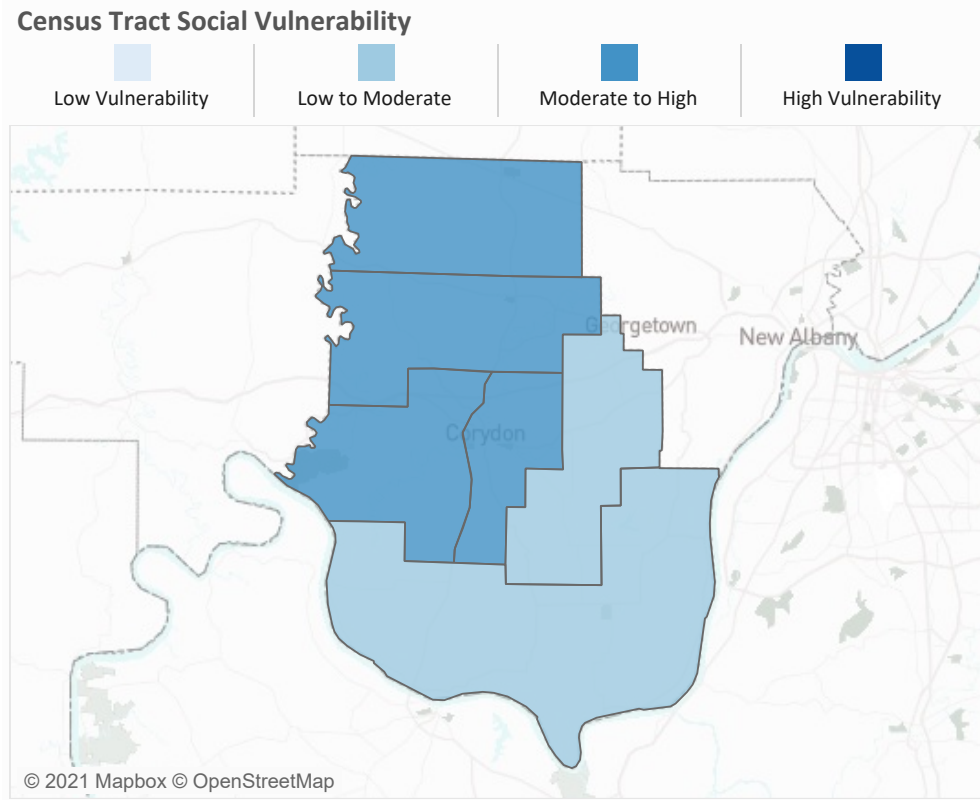 Census Tract Social Vulnerability
Low Vulnerability
Low to Moderate
Moderate to High
High Vulnerability
Georgetown
New Albany
Corydon
© 2021 Mapbox © OpenStreetMap